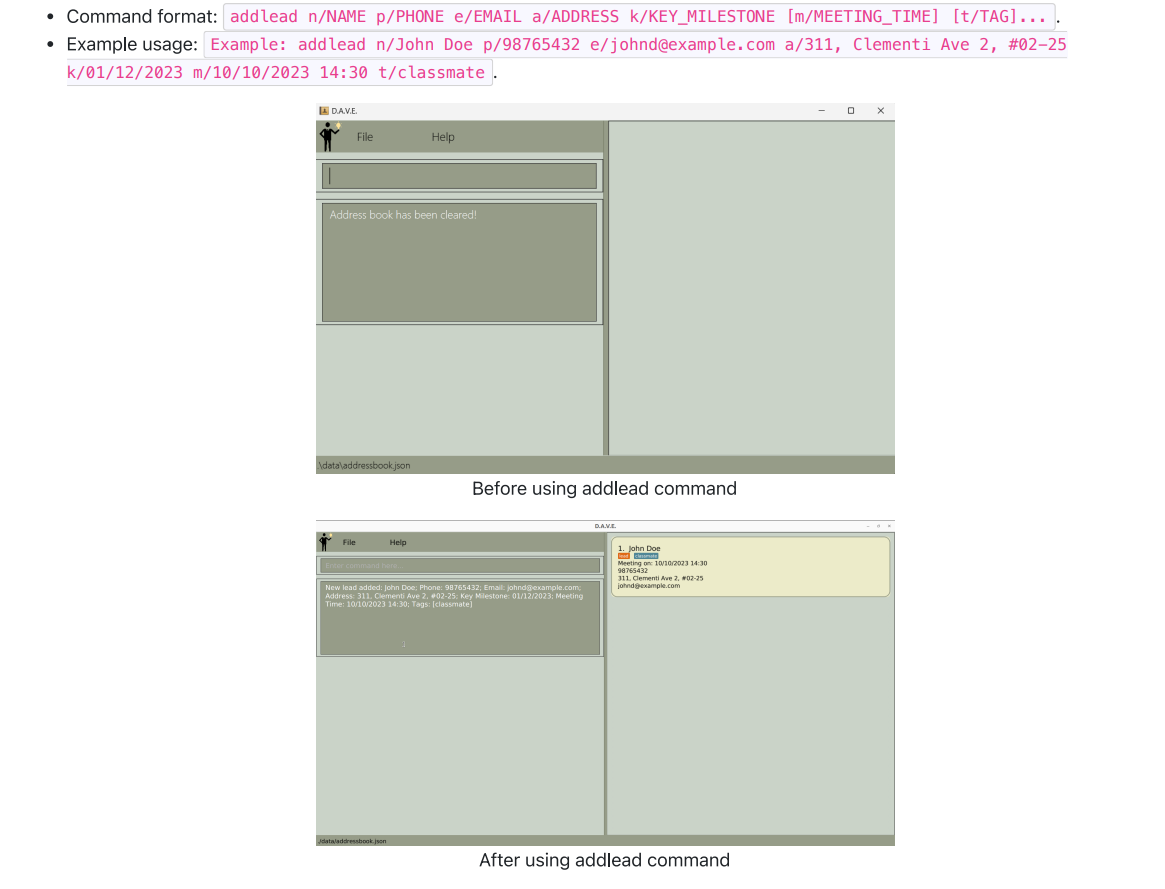 Command format: addlead n/NAME p/PHONE e/EMAIL a/ADDRESS k/KEY_MILESTONE [m/MEETING_TIME] [t/TAG]... .
Example usage: Example: addlead n/John Doe p/98765432 e/johnd@example.com a/311, Clementi Ave 2, #02-25
k/01/12/2023 m/10/10/2023 14:30 t/classmate .
D.A.V.E.
File Help
Address book has been cleared!
\data\addressbook.json
Before using addlead command
D.A.V.E.
File Help
Enter command here...
New lead added: John Doe; Phone: 98765432; Email: johnd@example.com;
Address: 311, Clementi Ave 2, #02-25; Key Milestone: 01/12/2023; Meeting
Time: 10/10/2023 14:30; Tags: [classmate]
1. John Doe
lead classmate
Meeting on: 10/10/2023 14:30
98765432
311, Clementi Ave 2, #02-25
johnd@example.com
./data/addressbook.json
After using addlead command